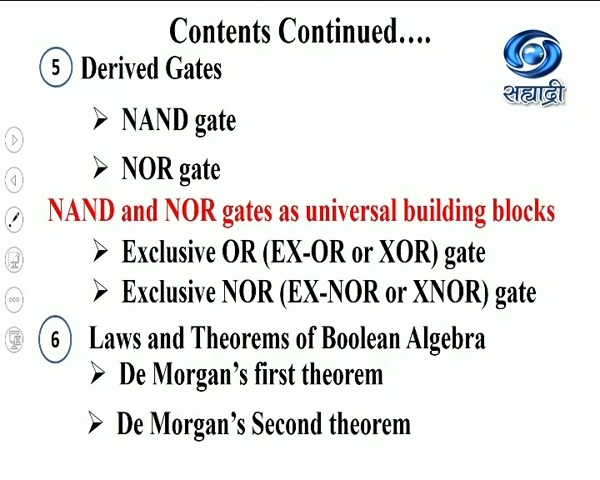 Contents Continued….
5 Derived Gates
सह्याद्री
➢ NAND gate
➢ NOR gate
NAND and NOR gates as universal building blocks
➢ Exclusive OR (EX-OR or XOR) gate
➢ Exclusive NOR (EX-NOR or XNOR) gate
6 Laws and Theorems of Boolean Algebra
➢ De Morgan's first theorem
➢ De Morgan's Second theorem